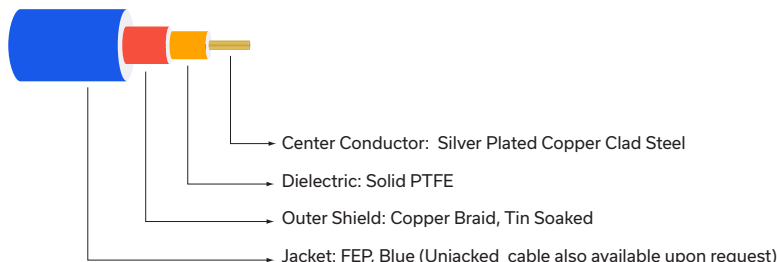 Center Conductor: Silver Plated Copper Clad Steel
Dielectric: Solid PTFE
Outer Shield: Copper Braid, Tin Soaked
Jacket: FEP, Blue (Unjacked cable also available upon request)